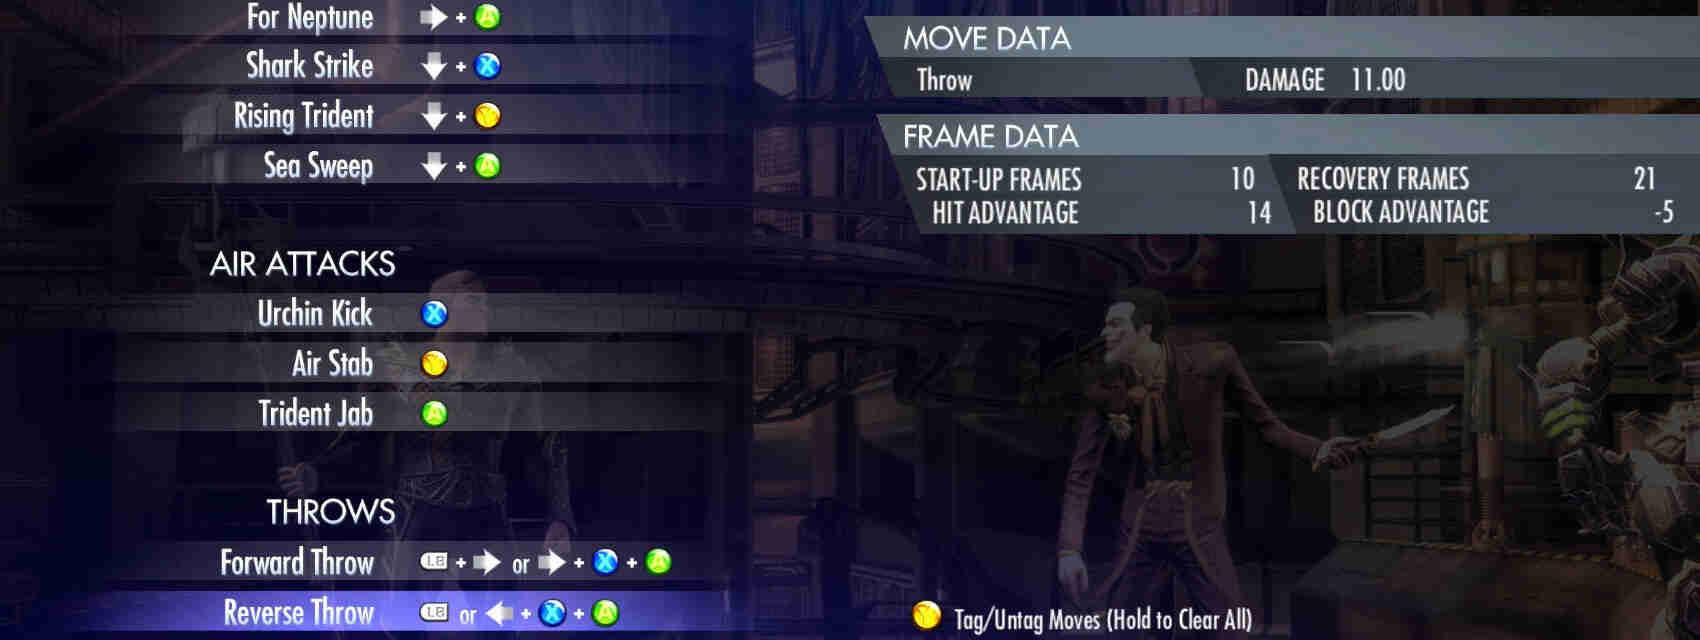 For Neptune + A
Shark Strike + X
Rising Trident + Y
Sea Sweep + A
AIR ATTACKS
Urchin Kick X
Air Stab Y
Trident Jab A
THROWS
Forward Throw LB + or + X + A
Reverse Throw LB or + X + A
MOVE DATA
Throw DAMAGE 11.00
FRAME DATA
START-UP FRAMES 10 RECOVERY FRAMES 21
HIT ADVANTAGE 14 BLOCK ADVANTAGE -5
Y Tag/Untag Moves (Hold to Clear All)